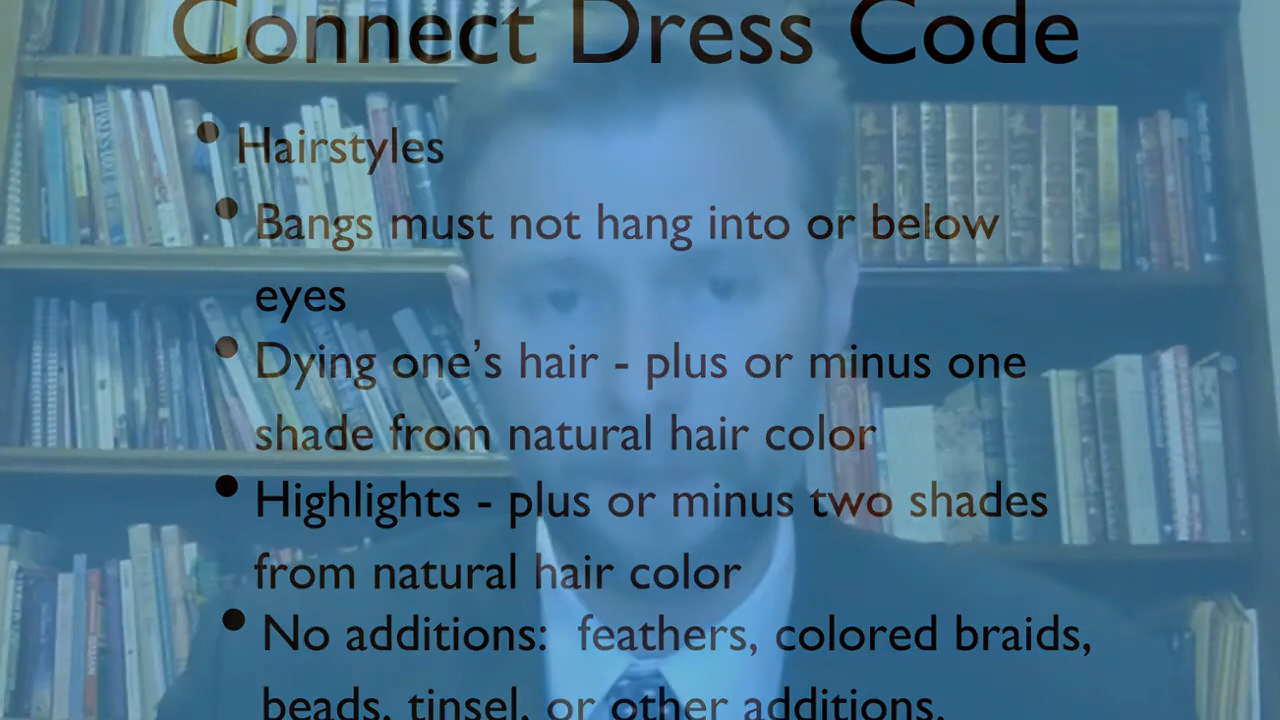 Connect Dress Code
• Hairstyles
• Bangs must not hang into or below
eyes
• Dying one’s hair - plus or minus one
shade from natural hair color
• Highlights - plus or minus two shades
from natural hair color
• No additions:  feathers, colored braids,
beads, tinsel, or other additions.